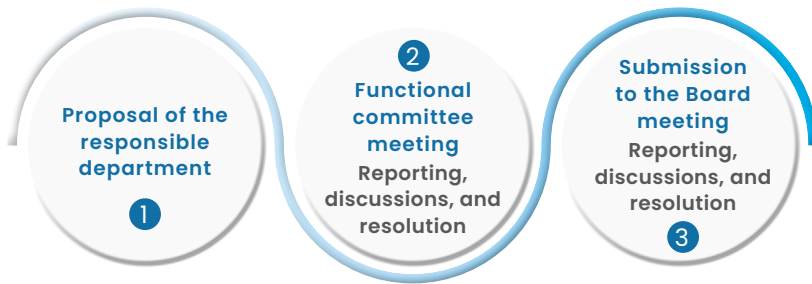 Proposal of the
responsible
department
1
2
Functional
committee
meeting
Reporting,
discussions, and
resolution
Submission
to the Board
meeting
Reporting,
discussions, and
resolution
3